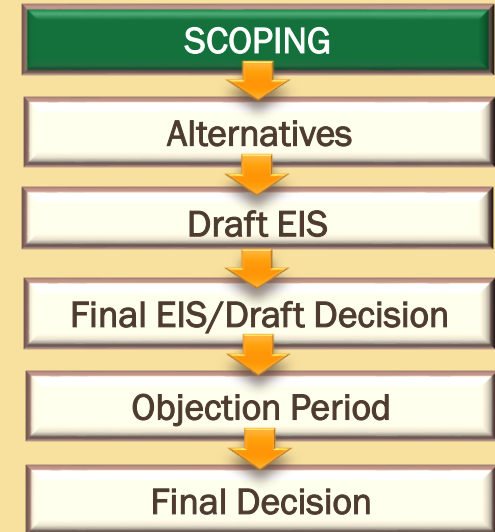 SCOPING
Alternatives
Draft EIS
Final EIS/Draft Decision
Objection Period
Final Decision